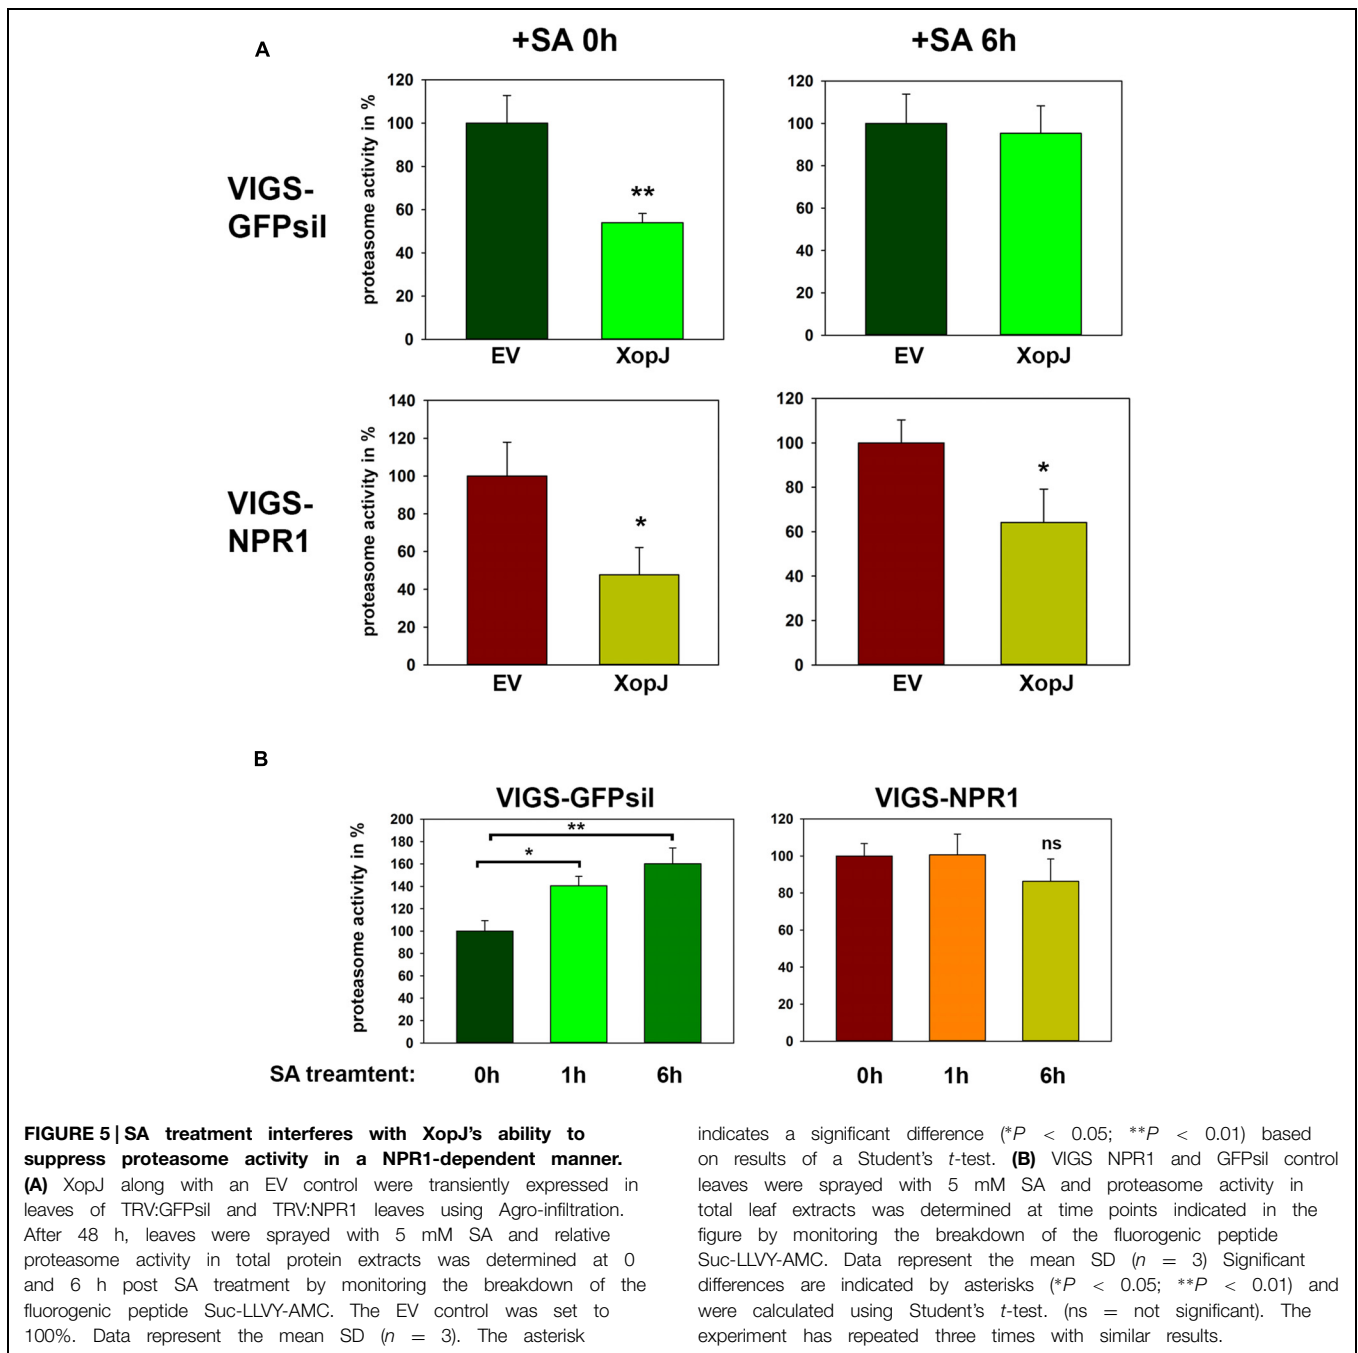 A
+SA 0h
+SA 6h
VIGS-
GFPsil
proteasome activity in %
120
100
80
60
40
20
0
**
EV
XopJ
120
100
80
60
40
20
0
EV
XopJ
VIGS-
NPR1
proteasome activity in %
140
120
100
80
60
40
20
0
*
EV
XopJ
120
100
80
60
40
20
0
*
EV
XopJ
B
VIGS-GFPsil
proteasome activity in %
200
180
160
140
120
100
80
60
40
20
0
*
**
VIGS-NPR1
120
100
80
60
40
20
0
ns
SA treamtent:
0h
1h
6h
0h
1h
6h
FIGURE 5 | SA treatment interferes with XopJ's ability to
suppress proteasome activity in a NPR1-dependent manner.
(A) XopJ along with an EV control were transiently expressed in
leaves of TRV:GFPsil and TRV:NPR1 leaves using Agro-infiltration.
After 48 h, leaves were sprayed with 5 mM SA and relative
proteasome activity in total protein extracts was determined at 0
and 6 h post SA treatment by monitoring the breakdown of the
fluorogenic peptide Suc-LLVY-AMC. The EV control was set to
100%. Data represent the mean SD (n = 3). The asterisk
indicates a significant difference (*P < 0.05; **P < 0.01) based
on results of a Student's t-test. (B) VIGS NPR1 and GFPsil control
leaves were sprayed with 5 mM SA and proteasome activity in
total leaf extracts was determined at time points indicated in the
figure by monitoring the breakdown of the fluorogenic peptide
Suc-LLVY-AMC. Data represent the mean SD (n = 3) Significant
differences are indicated by asterisks (*P < 0.05; **P < 0.01) and
were calculated using Student's t-test. (ns = not significant). The
experiment has repeated three times with similar results.